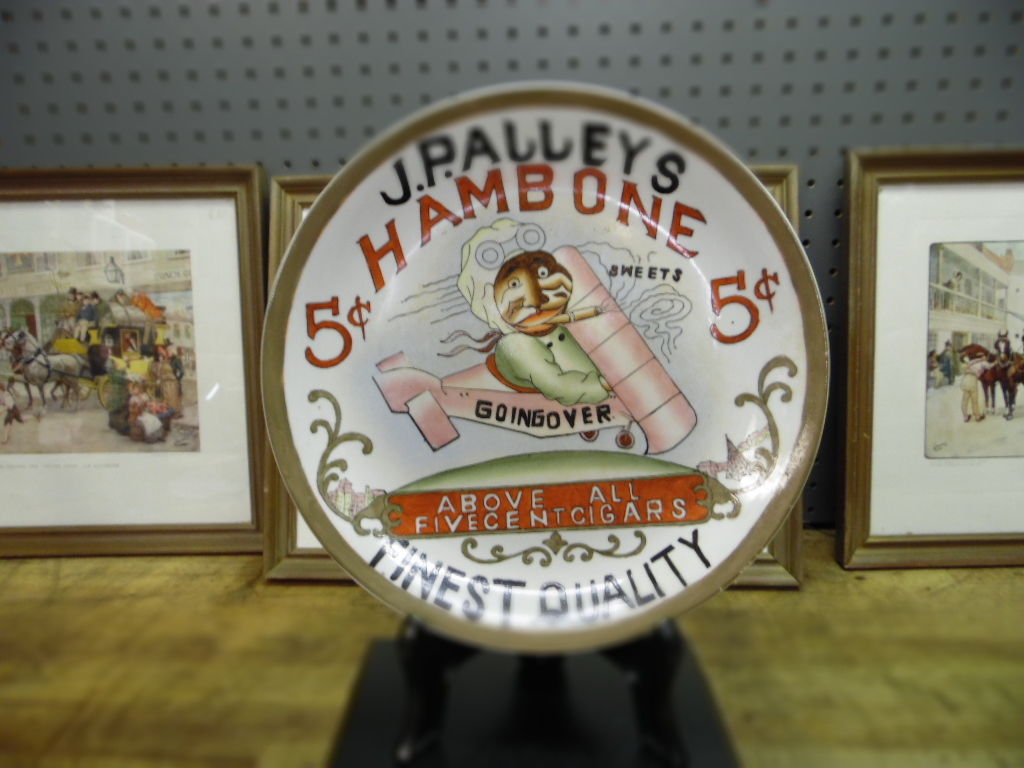 J.P.ALLEYS
HAMBONE
5¢
5¢
SWEETS
GOINGOVER
ABOVE ALL
FIVECENTCIGARS
FINEST QUALITY